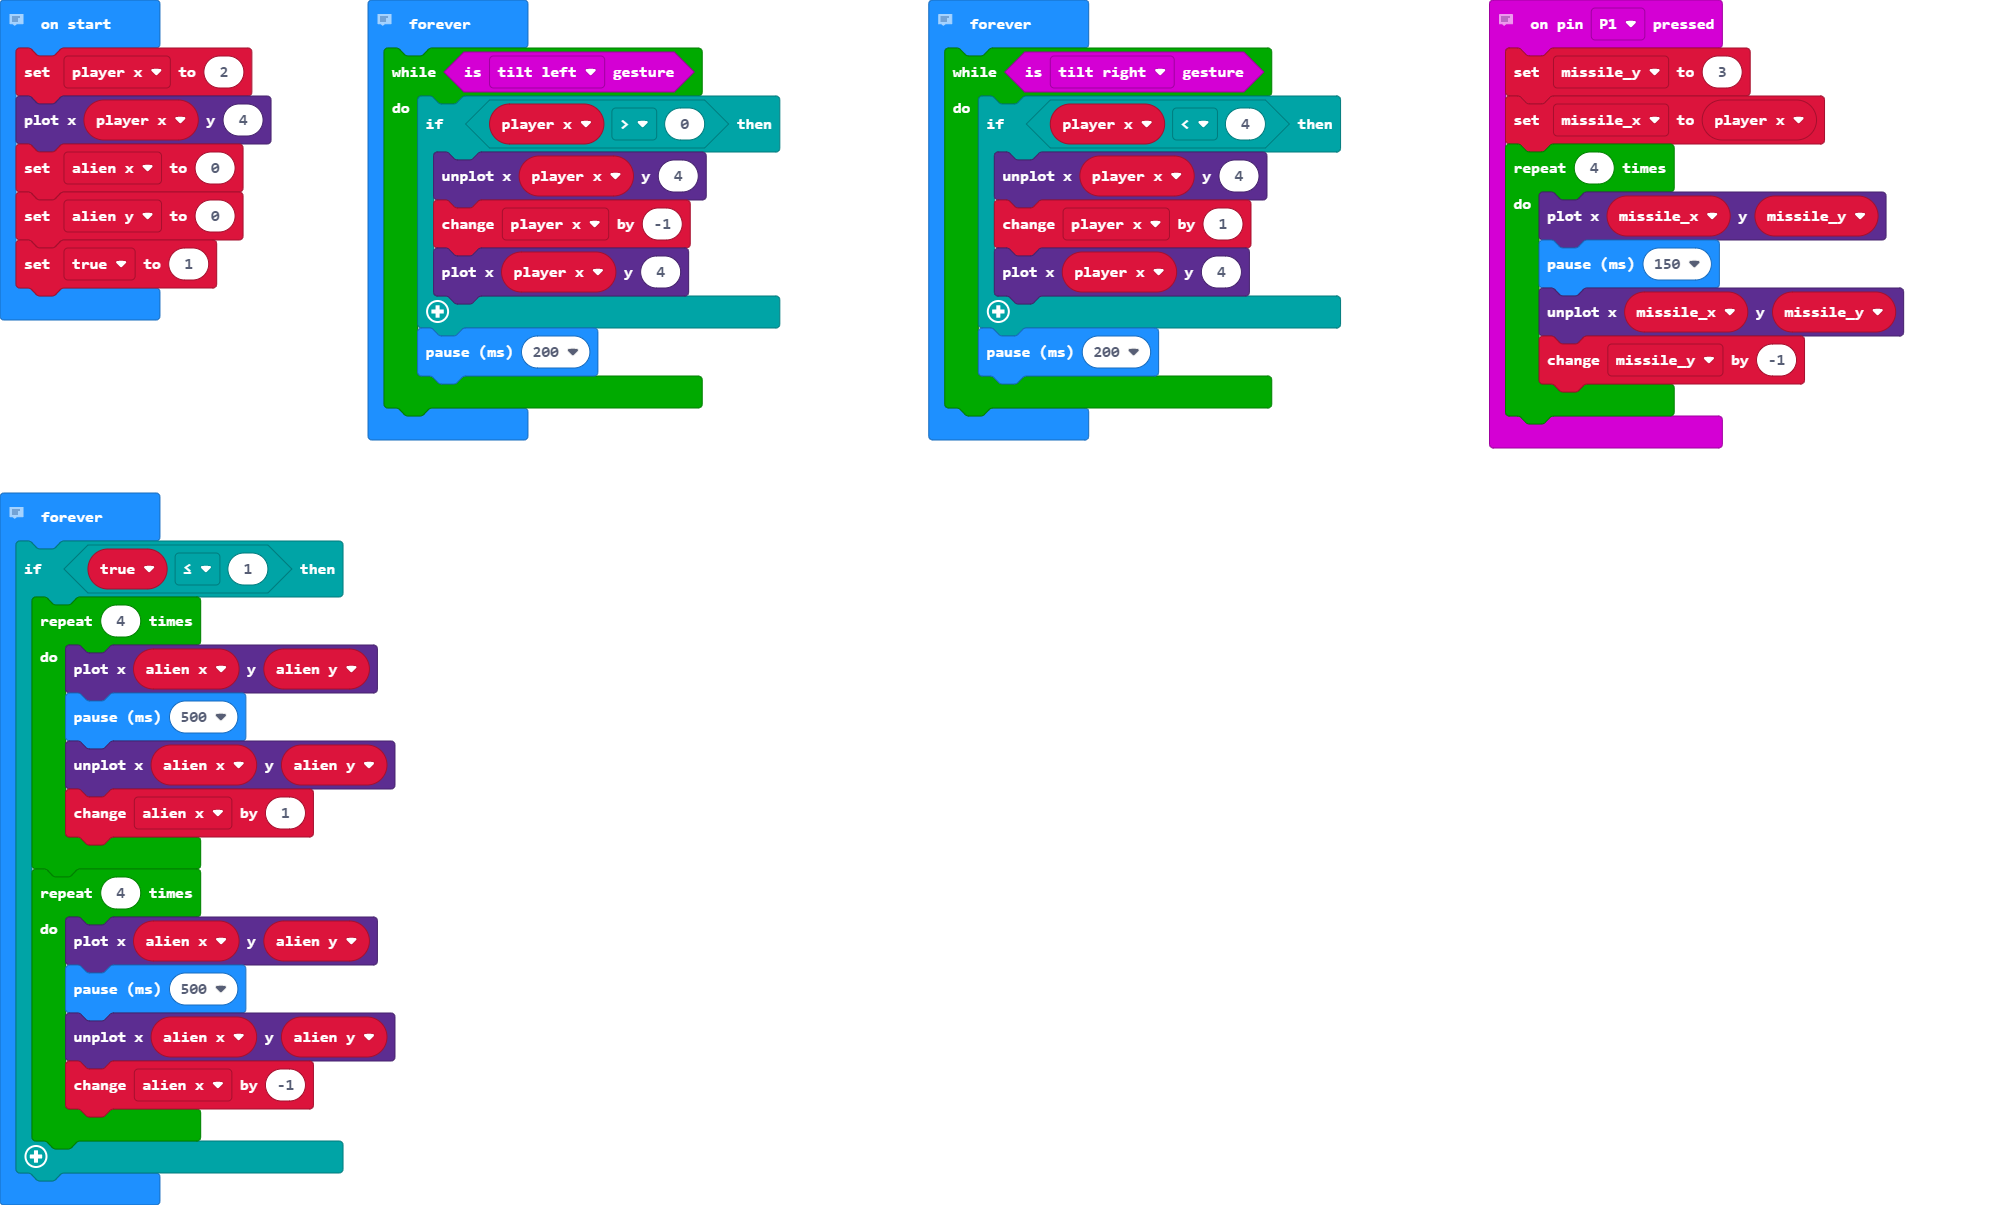 on start
set player x to 2
plot x player x y 4
set alien x to 0
set alien y to 0
set true to 1
forever
while is tilt left gesture
do
if player x > 0 then
unplot x player x y 4
change player x by -1
plot x player x y 4
pause (ms) 200
forever
while is tilt right gesture
do
if player x < 4 then
unplot x player x y 4
change player x by 1
plot x player x y 4
pause (ms) 200
on pin P1 pressed
set missile_y to 3
set missile_x to player x
repeat 4 times
do
plot x missile_x y missile_y
pause (ms) 150
unplot x missile_x y missile_y
change missile_y by -1
forever
if true ≤ 1 then
repeat 4 times
do
plot x alien x y alien y
pause (ms) 500
unplot x alien x y alien y
change alien x by 1
repeat 4 times
do
plot x alien x y alien y
pause (ms) 500
unplot x alien x y alien y
change alien x by -1